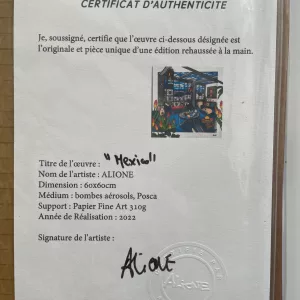 CERTIFICAT D'AUTHENTICITÉ
Je, soussigné, certifie que l'œuvre ci-dessous désignée est
l'originale et pièce unique d'une édition rehaussée à la main.
Titre de l'œuvre : "Mexico"
Nom de l'artiste : ALIONE
Dimension : 60x60cm
Médium : bombes aérosols, Posca
Support : Papier Fine Art 310g
Année de Réalisation : 2022
Signature de l'artiste :
Alione
ALIONE